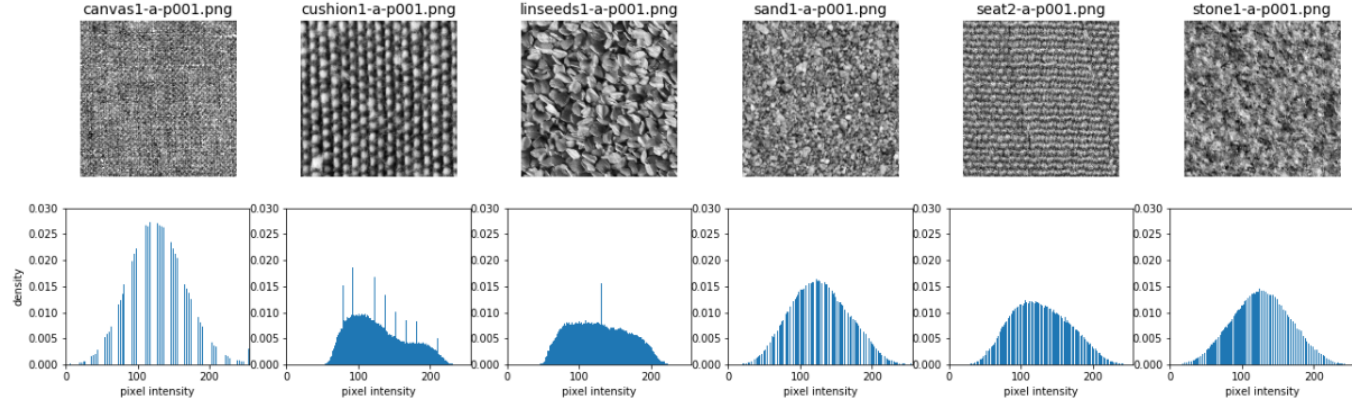 canvas1-a-p001.png cushion1-a-p001.png linseeds1-a-p001.png sand1-a-p001.png seat2-a-p001.png stone1-a-p001.png
0.030 0.030 0.030 0.030 0.030 0.030
0.025 0.025 0.025 0.025 0.025 0.025
0.020 0.020 0.020 0.020 0.020 0.020
density
0.015 0.015 0.015 0.015 0.015 0.015
0.010 0.010 0.010 0.010 0.010 0.010
0.005 0.005 0.005 0.005 0.005 0.005
0.000 0.000 0.000 0.000 0.000 0.000
0 100 200 0 100 200 0 100 200 0 100 200 0 100 200 0 100 200
pixel intensity pixel intensity pixel intensity pixel intensity pixel intensity pixel intensity